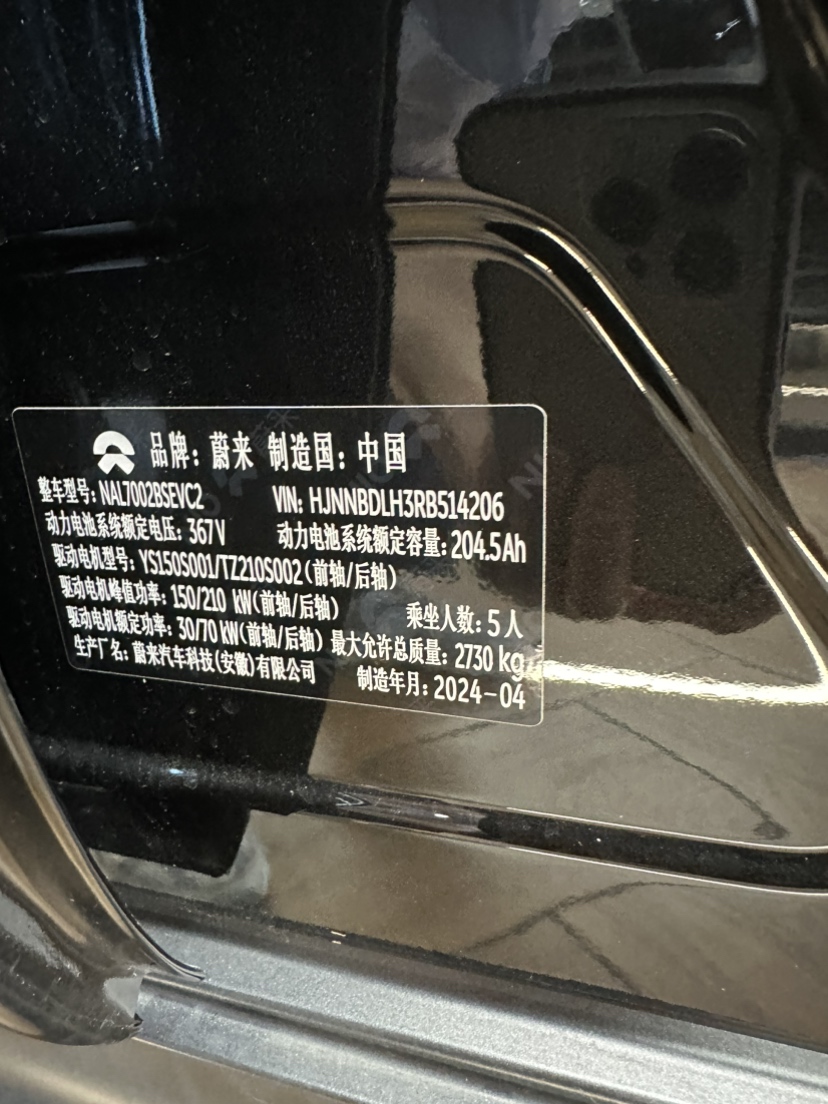 品牌：蔚来 制造国：中国
整车型号：NAL7002BSEVC2 VIN：HJNNBDLH3RB514206
动力电池系统额定电压：367V 动力电池系统额定容量：204.5Ah
驱动电机型号：YS150S001/TZ210S002(前轴/后轴)
驱动电机峰值功率：150/210 kW(前轴/后轴) 乘坐人数：5人
驱动电机额定功率：30/70 kW(前轴/后轴) 最大允许总质量：2730 kg
生产厂名：蔚来汽车科技(安徽)有限公司 制造年月：2024-04